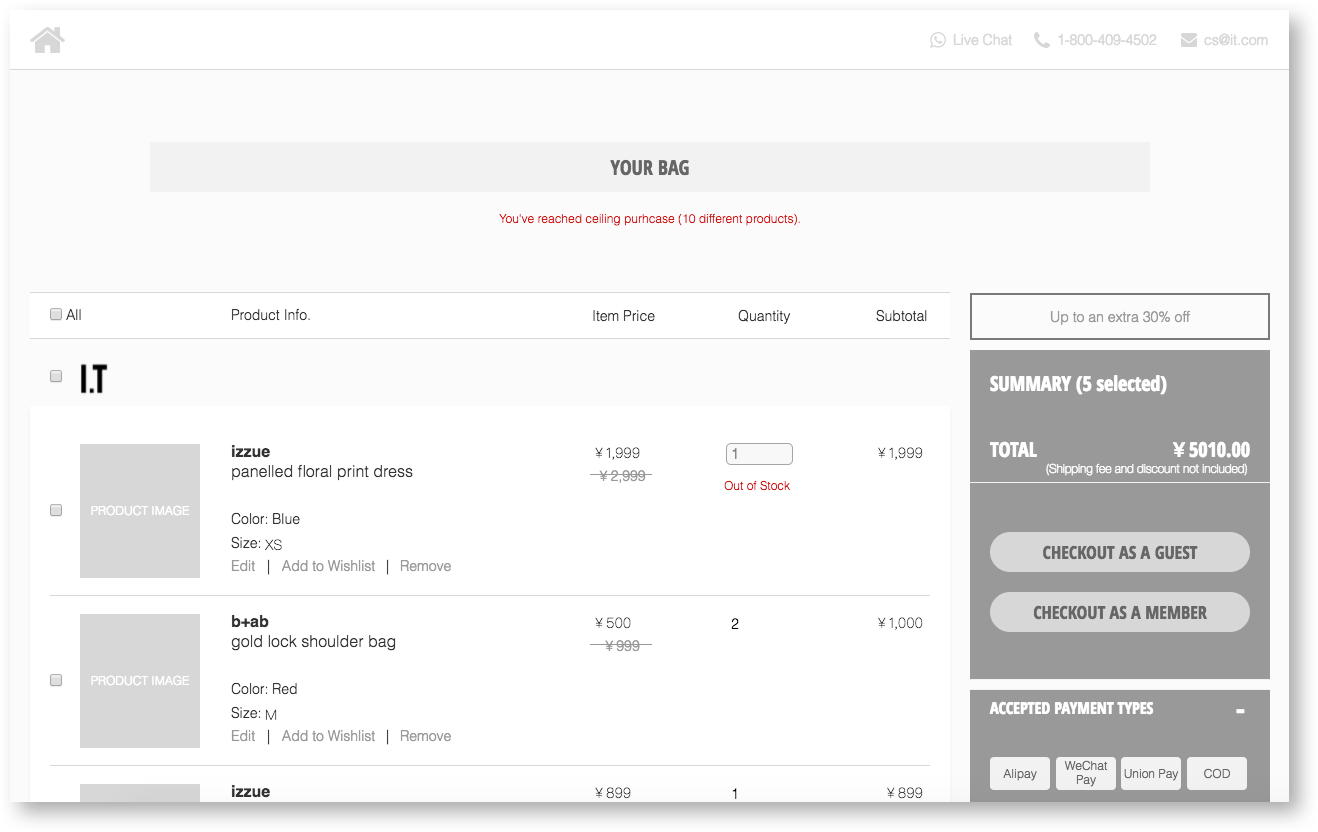 Live Chat 1-800-409-4502 cs@it.com
YOUR BAG
You've reached ceiling purhcase (10 different products).
All Product Info. Item Price Quantity Subtotal
I.T
izzue
panelled floral print dress
¥1,999 1 ¥1,999
¥2,999
Out of Stock
PRODUCT IMAGE
Color: Blue
Size: XS
Edit | Add to Wishlist | Remove
b+ab
gold lock shoulder bag
¥500 2 ¥1,000
¥999
PRODUCT IMAGE
Color: Red
Size: M
Edit | Add to Wishlist | Remove
izzue ¥899 1 ¥899
Up to an extra 30% off
SUMMARY (5 selected)
TOTAL ¥ 5010.00
(Shipping fee and discount not included)
CHECKOUT AS A GUEST
CHECKOUT AS A MEMBER
ACCEPTED PAYMENT TYPES -
Alipay WeChat Pay Union Pay COD